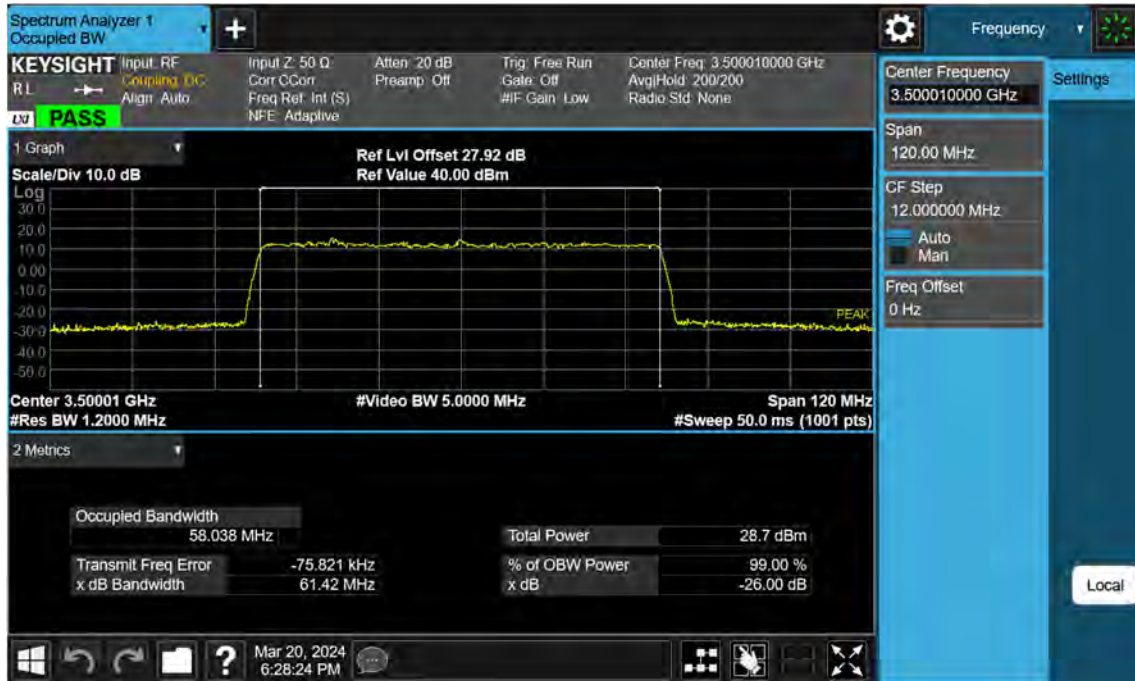 Spectrum Analyzer 1
Occupied BW
+
Frequency
KEYSIGHT
R L
LXI
PASS
Input: RF
Coupling: DC
Align: Auto
Input Z: 50 Ω
Corr CCorr
Freq Ref: Int (S)
NFE: Adaptive
Atten: 20 dB
Preamp: Off
Trig: Free Run
Gate: Off
#IF Gain: Low
Center Freq: 3.500010000 GHz
Avg|Hold: 200/200
Radio Std: None
Center Frequency
3.500010000 GHz
Settings
Span
120.00 MHz
CF Step
12.000000 MHz
Auto
Man
Freq Offset
0 Hz
Local
1 Graph
Scale/Div 10.0 dB
Ref Lvl Offset 27.92 dB
Ref Value 40.00 dBm
Log
30.0
20.0
10.0
0.00
-10.0
-20.0
-30.0
-40.0
-50.0
PEAK
Center 3.50001 GHz
#Video BW 5.0000 MHz
Span 120 MHz
#Res BW 1.2000 MHz
#Sweep 50.0 ms (1001 pts)
2 Metrics
Occupied Bandwidth
58.038 MHz
Total Power 28.7 dBm
Transmit Freq Error -75.821 kHz
% of OBW Power 99.00 %
x dB Bandwidth 61.42 MHz
x dB -26.00 dB
?
Mar 20, 2024
6:28:24 PM